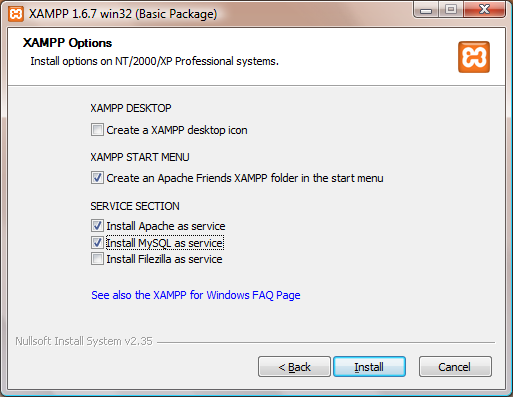 XAMPP 1.6.7 win32 (Basic Package)
XAMPP Options
Install options on NT/2000/XP Professional systems.
XAMPP DESKTOP
Create a XAMPP desktop icon
XAMPP START MENU
Create an Apache Friends XAMPP folder in the start menu
SERVICE SECTION
Install Apache as service
Install MySQL as service
Install Filezilla as service
See also the XAMPP for Windows FAQ Page
Nullsoft Install System v2.35
< Back Install Cancel